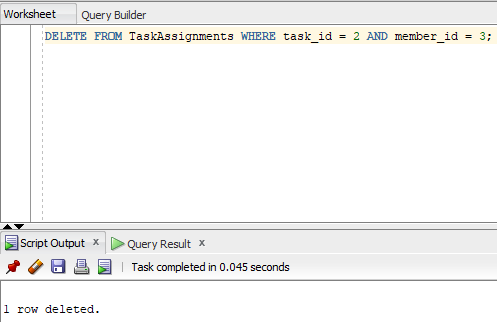 Worksheet Query Builder
DELETE FROM TaskAssignments WHERE task_id = 2 AND member_id = 3;
Script Output x Query Result x
Task completed in 0.045 seconds
1 row deleted.